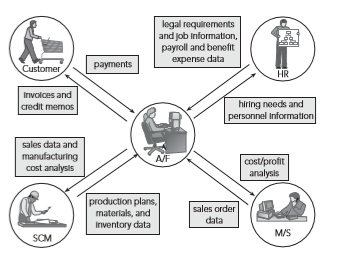 legal requirements
and job information,
payroll and benefit
expense data
Customer
payments
HR
invoices and
credit memos
hiring needs and
personnel information
sales data and
manufacturing
cost analysis
A/F
cost/profit
analysis
production plans,
materials, and
inventory data
sales order
data
SCM
M/S